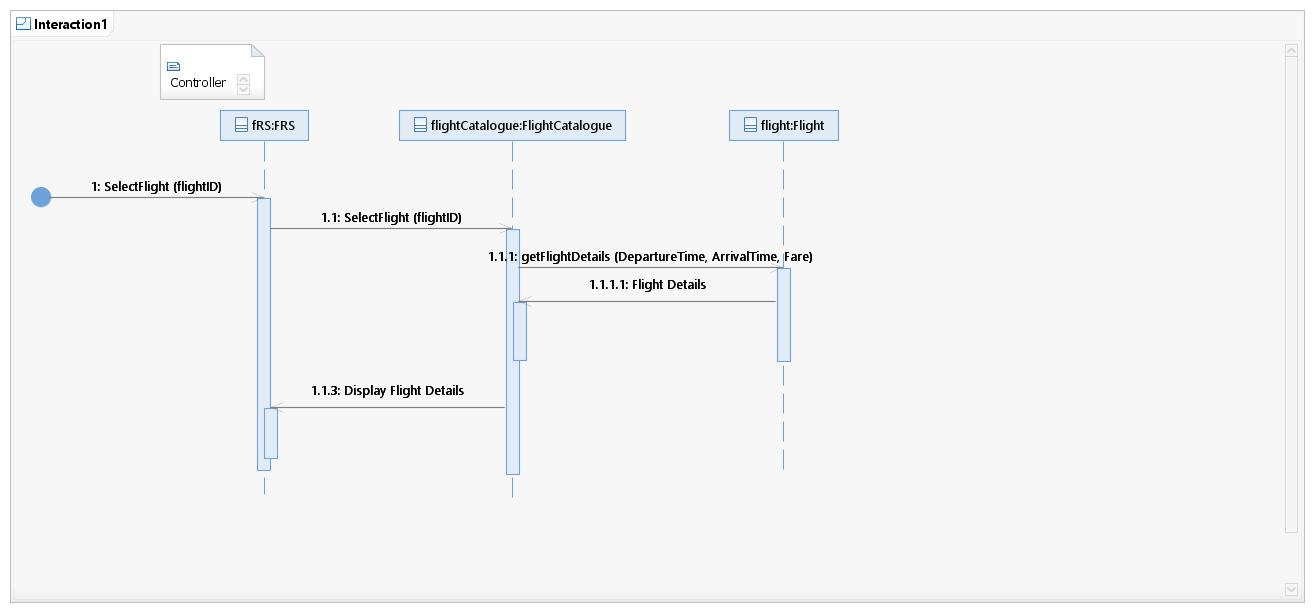 Interaction1
Controller
fRS:FRS
flightCatalogue:FlightCatalogue
flight:Flight
1: SelectFlight (flightID)
1.1: SelectFlight (flightID)
1.1.1: getFlightDetails (DepartureTime, ArrivalTime, Fare)
1.1.1.1: Flight Details
1.1.3: Display Flight Details